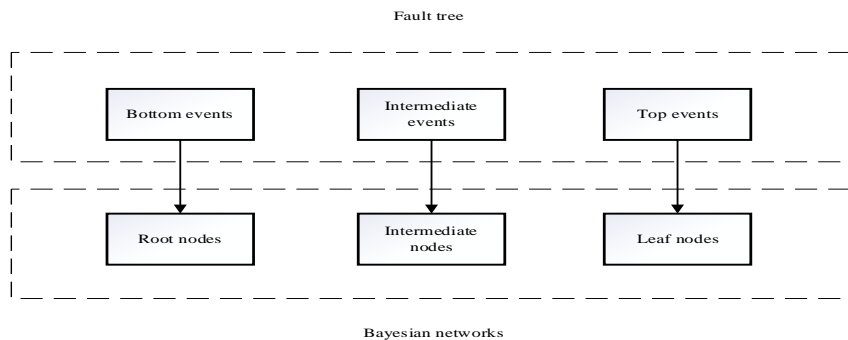 Fault tree
Bottom events
Intermediate
events
Top events
Root nodes
Intermediate
nodes
Leaf nodes
Bayesian networks